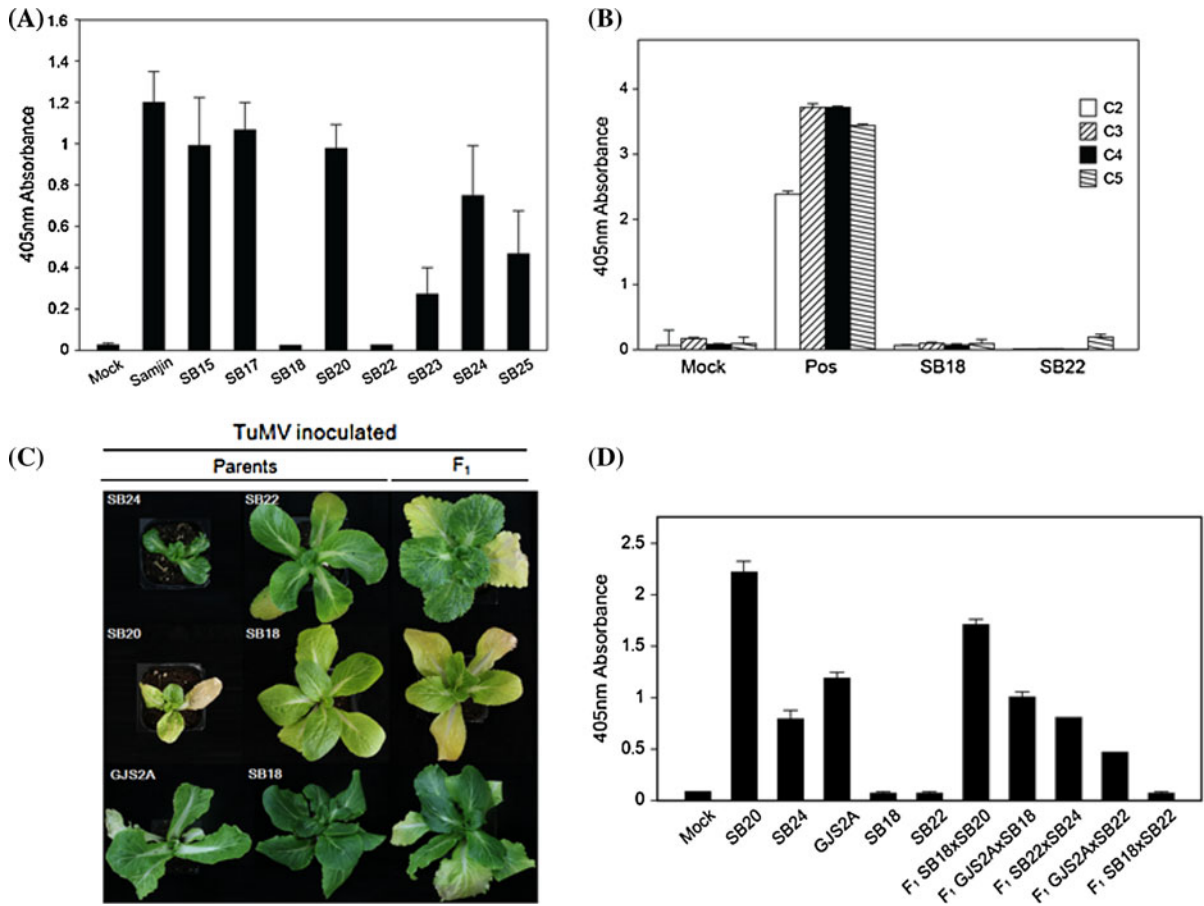 (A)
405nm Absorbance
1.6
1.4
1.2
1
0.8
0.6
0.4
0.2
0
Mock
Samjin
SB15
SB17
SB18
SB20
SB22
SB23
SB24
SB25
(B)
405nm Absorbance
4
3
2
1
0
C2
C3
C4
C5
Mock
Pos
SB18
SB22
(C)
TuMV inoculated
Parents
F₁
SB24
SB22
SB20
SB18
GJS2A
SB18
(D)
405nm Absorbance
2.5
2
1.5
1
0.5
0
Mock
SB20
SB24
GJS2A
SB18
SB22
F₁ SB18xSB20
F₁ GJS2AxSB18
F₁ SB22xSB24
F₁ GJS2AxSB22
F₁ SB18xSB22